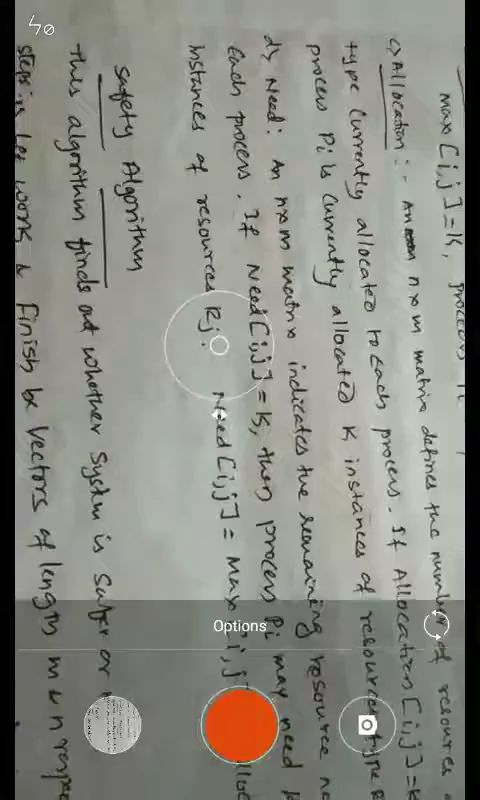 max [i,j] = K, process
c) Allocation :- An n x m matrix defines the number of resources
type currently allocated to each process. If Allocation [i,j] = K
process Pi is currently allocated K instances of resource type
d) Need : An n x m matrix indicates the remaining resource
each process. If Need [i,j] = K, then process Pi may need
instances of resources Rj.
Need [i,j] = Max [i,j]
Safety Algorithm
This algorithm finds out whether system is safe or
step:- Let work & Finish be vectors of length m & n
Options